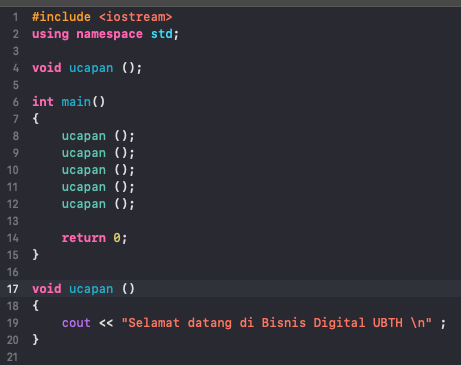 1 #include <iostream>
2 using namespace std;
3
4 void ucapan ();
5
6 int main()
7 {
8     ucapan ();
9     ucapan ();
10     ucapan ();
11     ucapan ();
12     ucapan ();
13
14     return 0;
15 }
16
17 void ucapan ()
18 {
19     cout << "Selamat datang di Bisnis Digital UBTH \n" ;
20 }
21